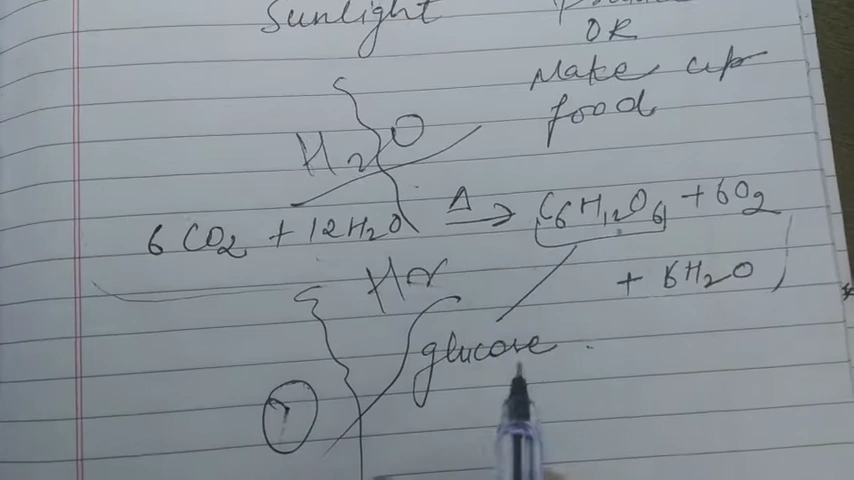 Sunlight
OR
Make up
food
H2O
6 CO2 + 12H2O Δ → C6H12O6 + 6O2
+ 6H2O
glucose